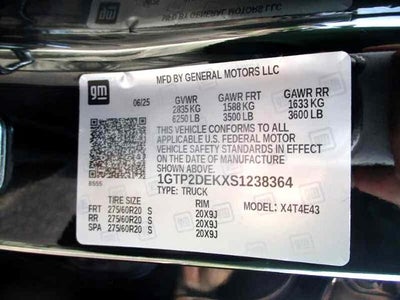 gm
MFD BY GENERAL MOTORS LLC
06/25 GVWR GAWR FRT GAWR RR
2835 KG 1588 KG 1633 KG
6250 LB 3500 LB 3600 LB
THIS VEHICLE CONFORMS TO ALL
APPLICABLE U.S. FEDERAL MOTOR
VEHICLE SAFETY STANDARDS IN EFFECT
ON THE DATE OF MANUFACTURE
SHOWN ABOVE.
8555 1GTP2DEKXS1238364
TYPE: TRUCK
TIRE SIZE RIM MODEL: X4T4E43
FRT 275/60R20 S 20X9J
RR 275/60R20 S 20X9J
SPA 275/60R20 S 20X9J